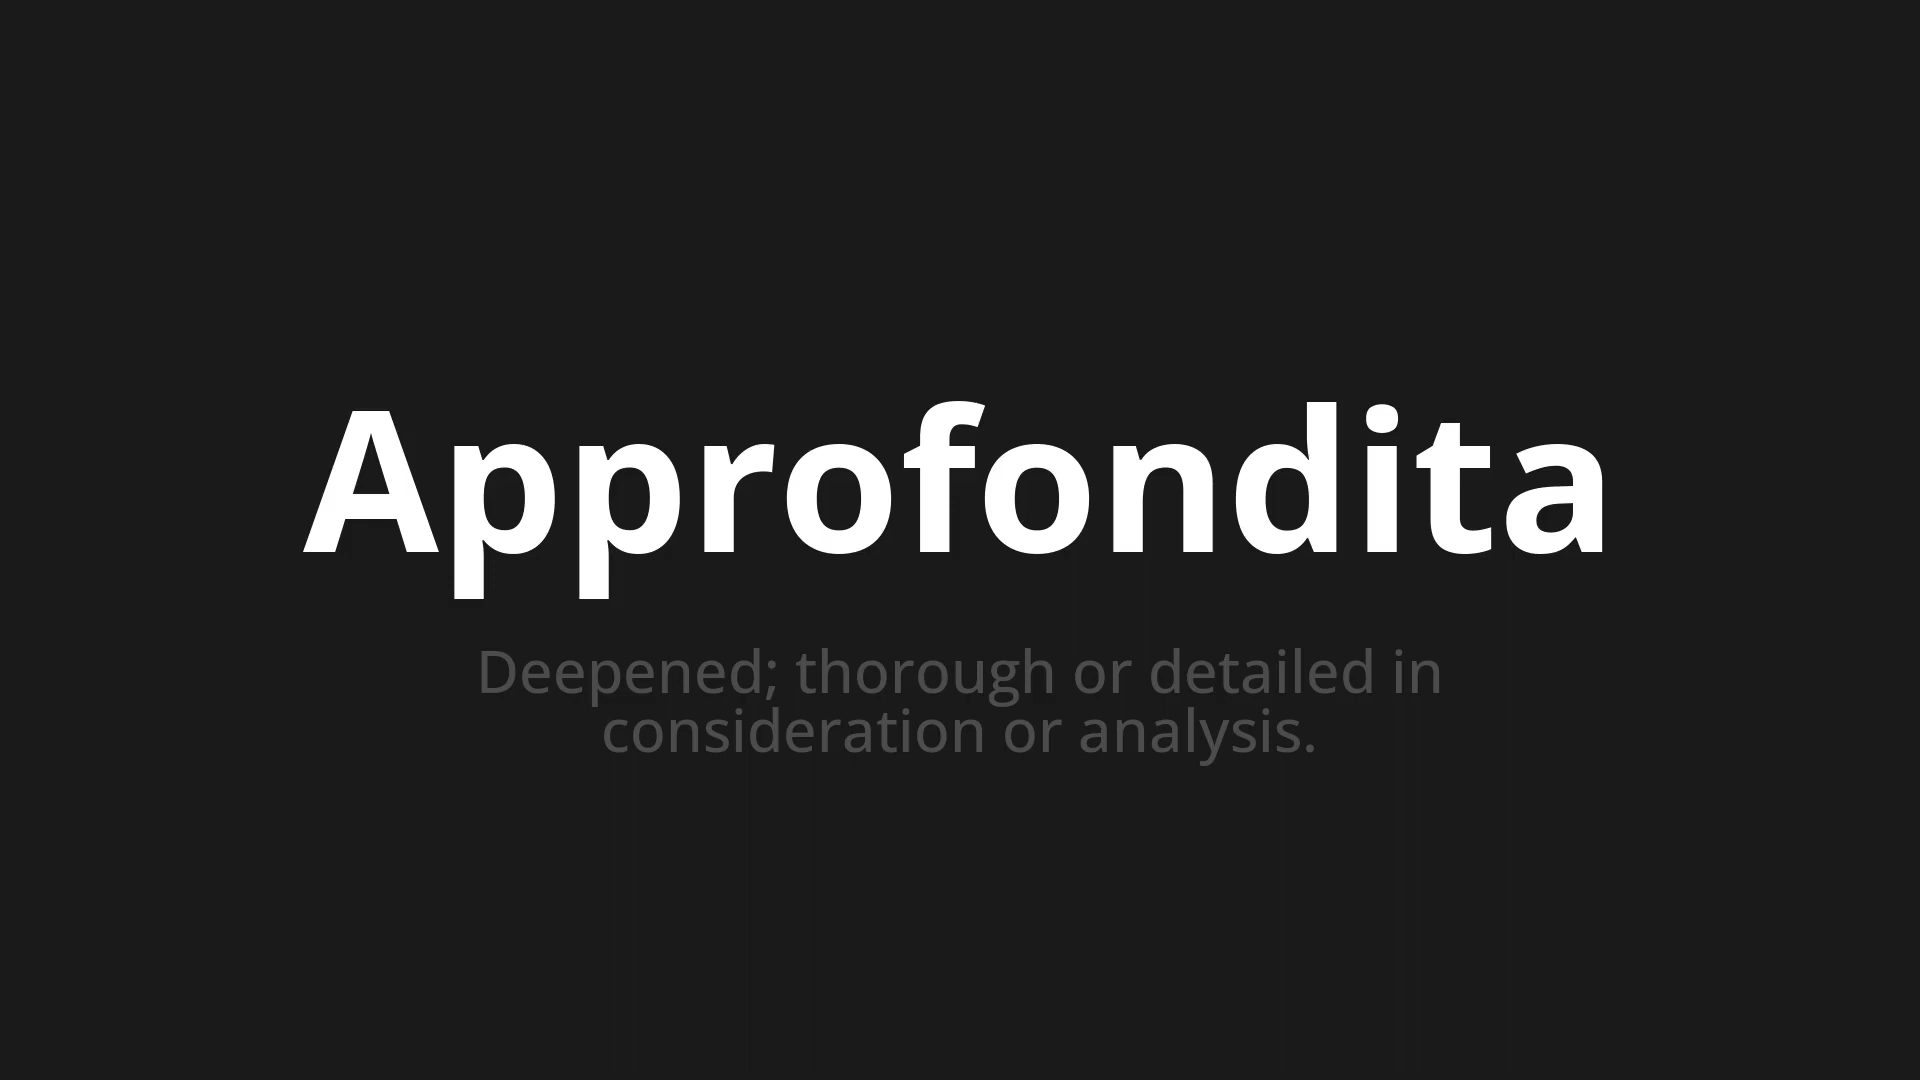 Approfondita
Deepened; thorough or detailed in
consideration or analysis.